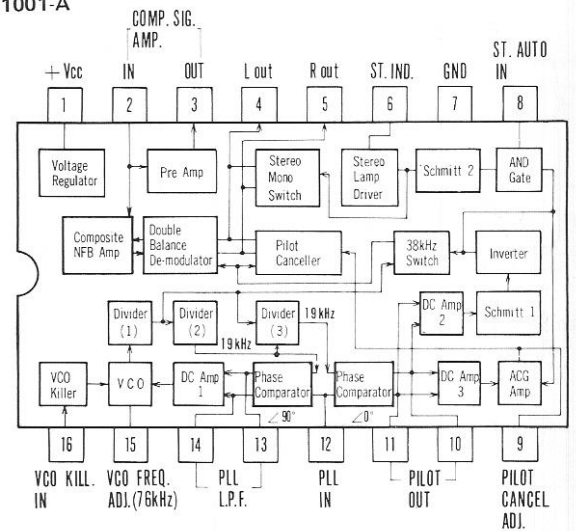 1001-A
COMP. SIG.
AMP.
+ Vcc
IN
OUT
L out
R out
ST. IND.
GND
ST. AUTO
IN
1
2
3
4
5
6
7
8
Voltage
Regulator
Pre Amp
Stereo
Mono
Switch
Stereo
Lamp
Driver
Schmitt 2
AND
Gate
Composite
NFB Amp
Double
Balance
De-modulator
Pilot
Canceller
38kHz
Switch
Inverter
Divider
(1)
Divider
(2)
Divider
(3)
19kHz
19kHz
DC Amp
2
Schmitt 1
VCO
Killer
VCO
DC Amp
1
Phase
Comparator
Phase
Comparator
DC Amp
3
ACG
Amp
∠90°
∠0°
16
15
14
13
12
11
10
9
VCO KILL.
IN
VCO FREQ.
ADJ.(76kHz)
PLL
L.P.F.
PLL
IN
PILOT
OUT
PILOT
CANCEL
ADJ.